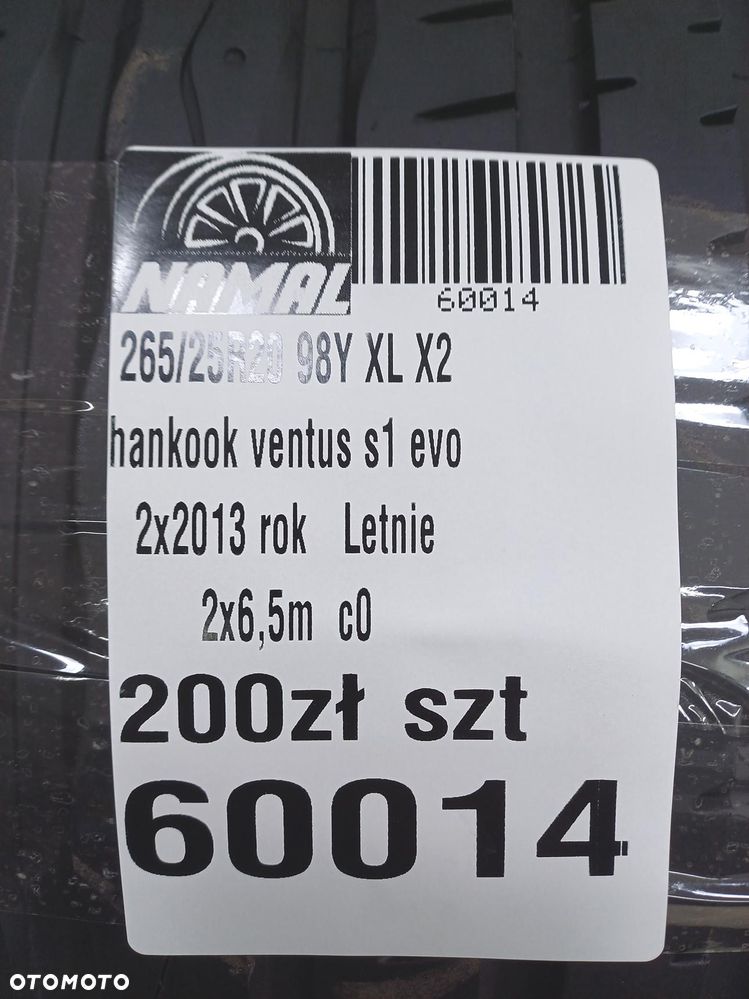 NAMAL
60014
265/25R20 98Y XL X2
hankook ventus s1 evo
2x2013 rok Letnie
2x6,5m c0
200zł szt
60014
OTOMOTO